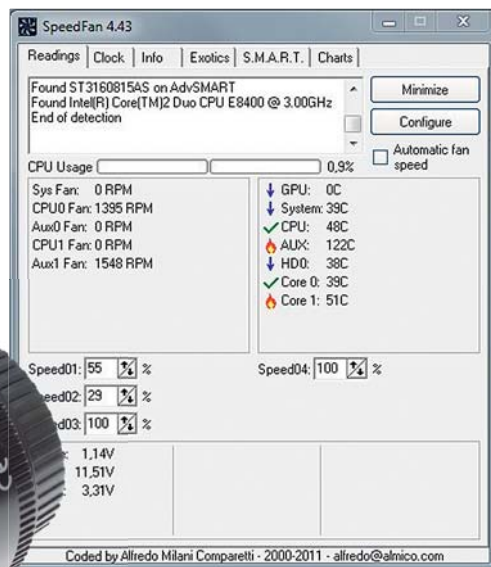 SpeedFan 4.43
Readings Clock Info Exotics S.M.A.R.T. Charts
Found ST3160815AS on AdvSMART
Found Intel(R) Core(TM)2 Duo CPU E8400 @ 3.00GHz
End of detection
Minimize
Configure
Automatic fan
speed
CPU Usage 0,9%
Sys Fan: 0 RPM
CPU0 Fan: 1395 RPM
Aux0 Fan: 0 RPM
CPU1 Fan: 0 RPM
Aux1 Fan: 1548 RPM
GPU: 0C
System: 39C
CPU: 48C
AUX: 122C
HD0: 38C
Core 0: 39C
Core 1: 51C
Speed01: 55 %
Speed04: 100 %
eed02: 29 %
d03: 100 %
1,14V
11,51V
3,31V
Coded by Alfredo Milani Comparetti - 2000-2011 - alfredo@almico.com